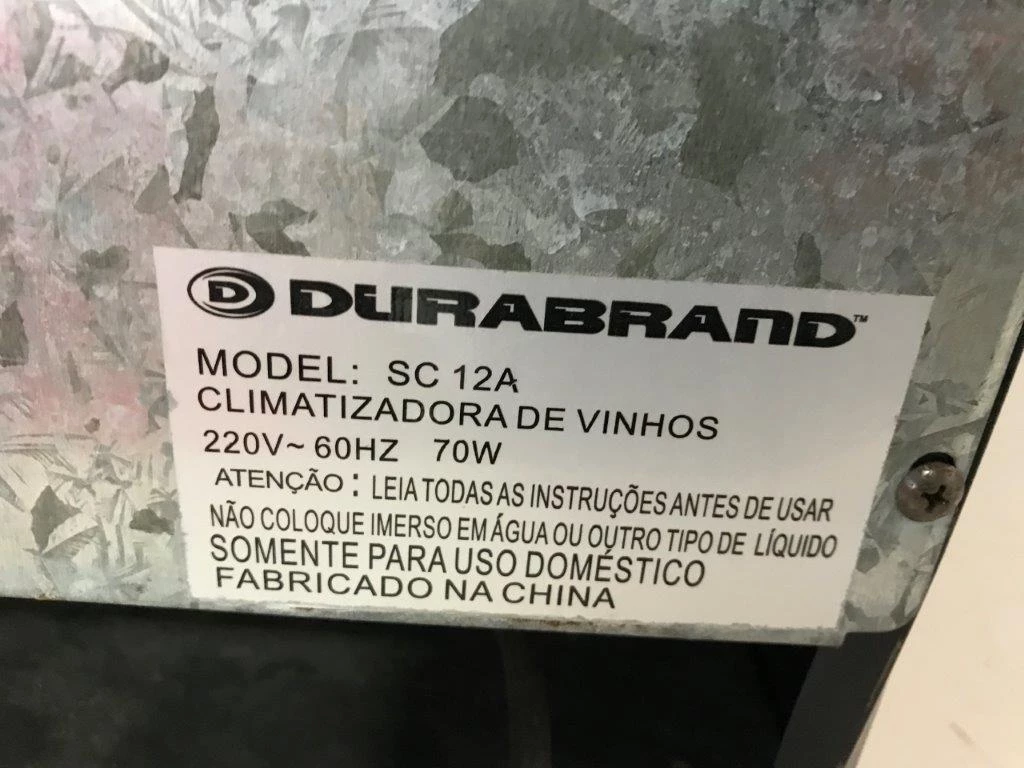 D DURABRAND™
MODEL: SC 12A
CLIMATIZADORA DE VINHOS
220V~ 60HZ 70W
ATENÇÃO : LEIA TODAS AS INSTRUÇÕES ANTES DE USAR
NÃO COLOQUE IMERSO EM ÁGUA OU OUTRO TIPO DE LÍQUIDO
SOMENTE PARA USO DOMÉSTICO
FABRICADO NA CHINA